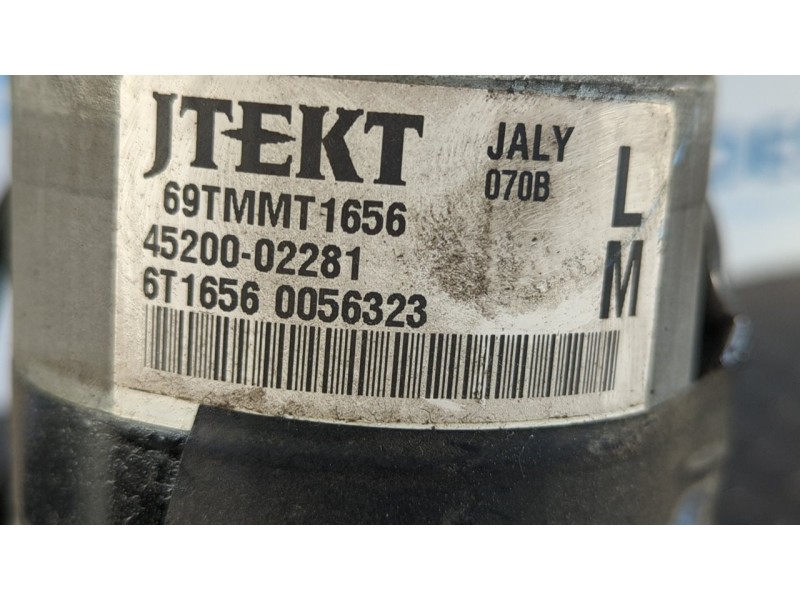 JTEKT
JALY
070B
L
M
69TMMT1656
45200-02281
6T1656 0056323